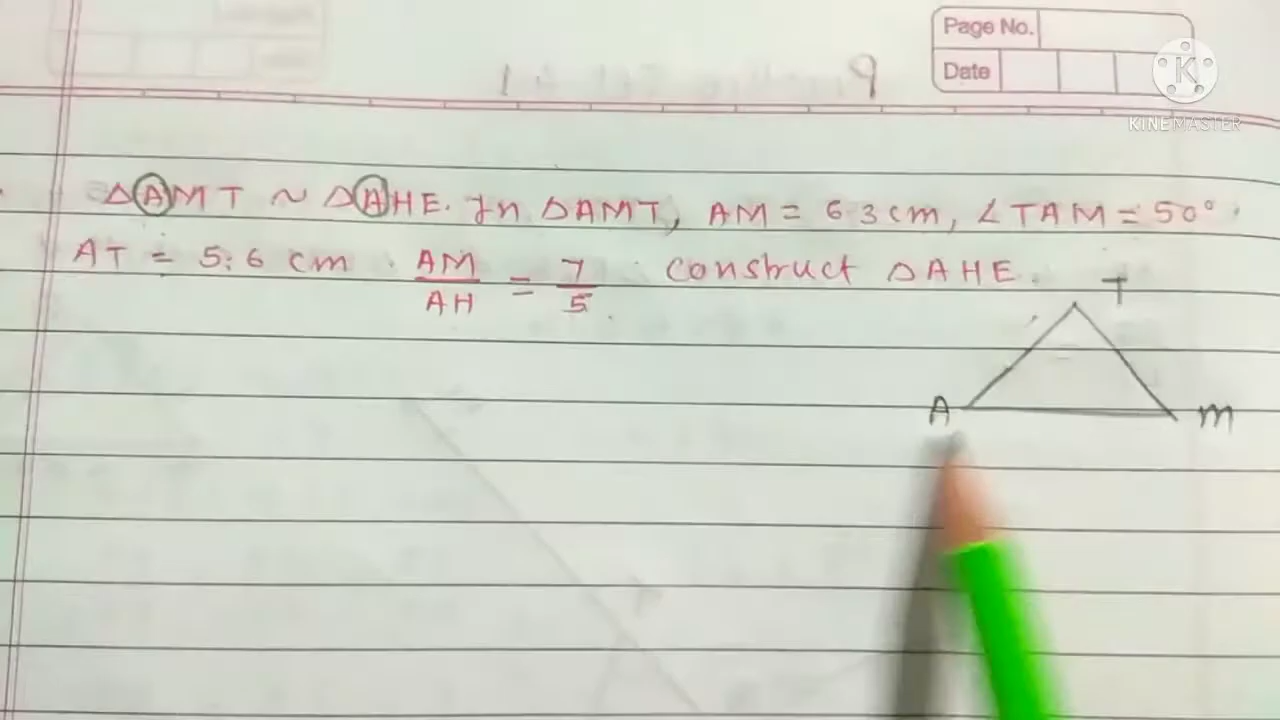 Page No.
Date
K
KINEMASTER
△AMT ~ △AHE. In △AMT, AM = 6.3 cm, ∠TAM = 50°.
AT = 5.6 cm. AM/AH = 7/5. construct △AHE.
T
A M